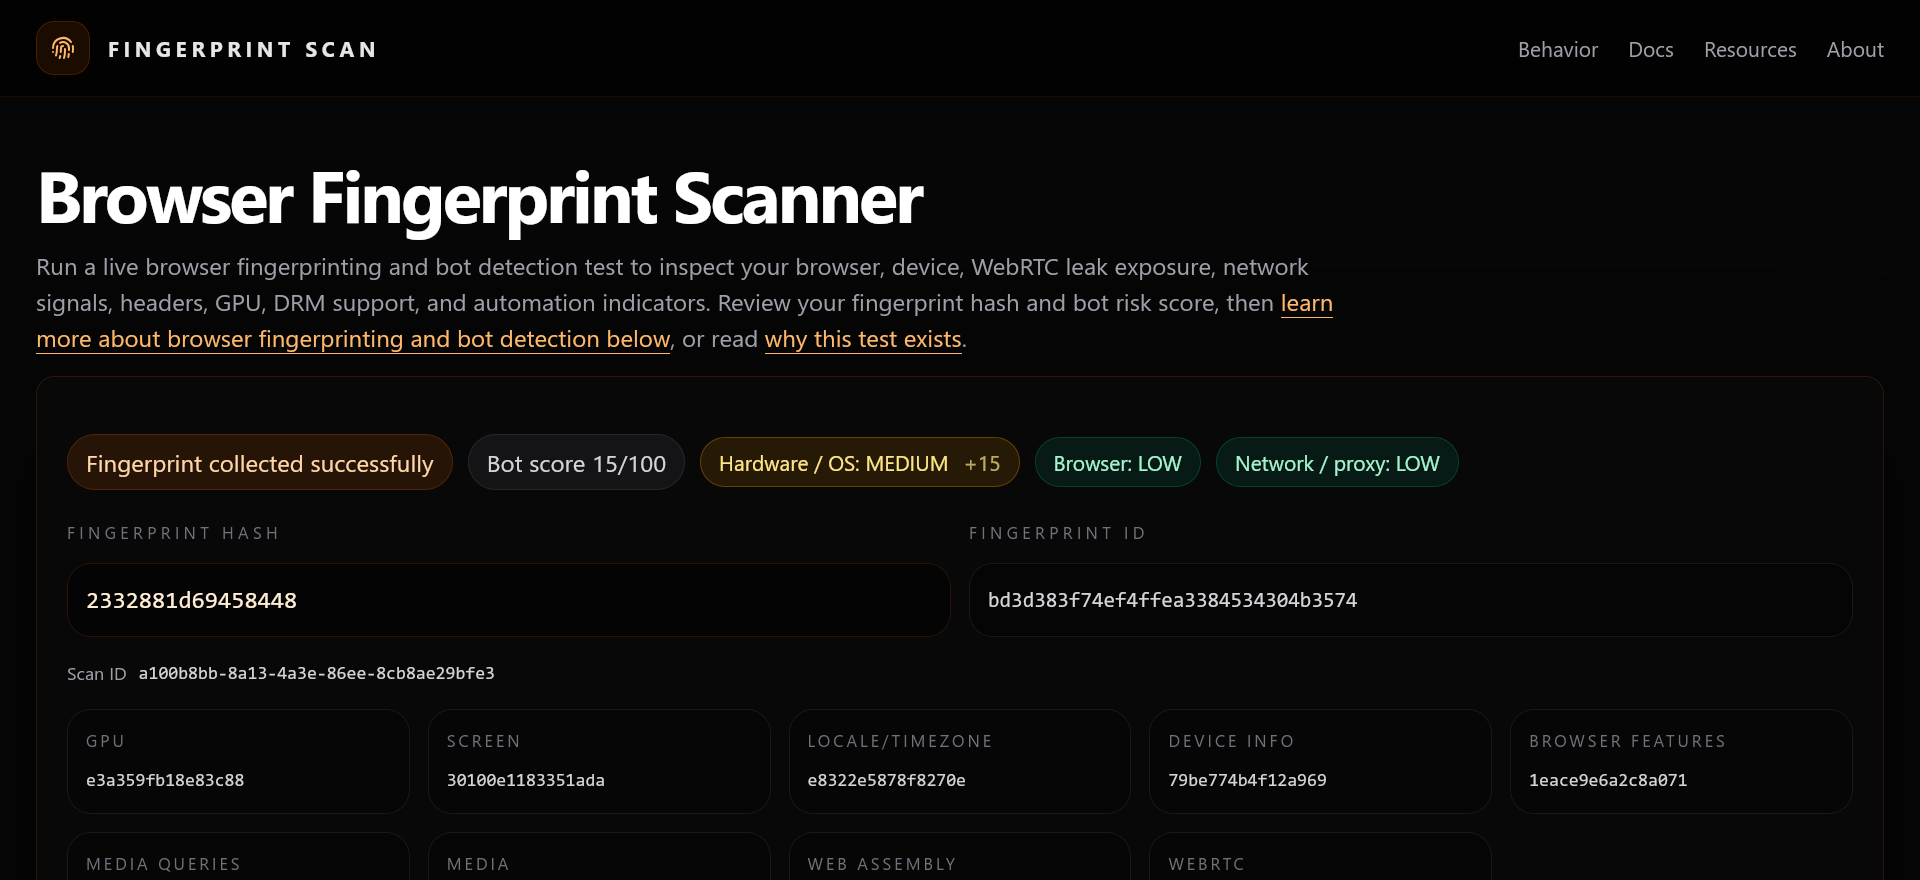 FINGERPRINT SCAN
Behavior Docs Resources About
Browser Fingerprint Scanner
Run a live browser fingerprinting and bot detection test to inspect your browser, device, WebRTC leak exposure, network
signals, headers, GPU, DRM support, and automation indicators. Review your fingerprint hash and bot risk score, then learn
more about browser fingerprinting and bot detection below, or read why this test exists.
Fingerprint collected successfully Bot score 15/100 Hardware / OS: MEDIUM +15 Browser: LOW Network / proxy: LOW
FINGERPRINT HASH FINGERPRINT ID
2332881d69458448 bd3d383f74ef4ffea3384534304b3574
Scan ID a100b8bb-8a13-4a3e-86ee-8cb8ae29bfe3
GPU SCREEN LOCALE/TIMEZONE DEVICE INFO BROWSER FEATURES
e3a359fb18e83c88 30100e1183351ada e8322e5878f8270e 79be774b4f12a969 1eace9e6a2c8a071
MEDIA QUERIES MEDIA WEB ASSEMBLY WEBRTC